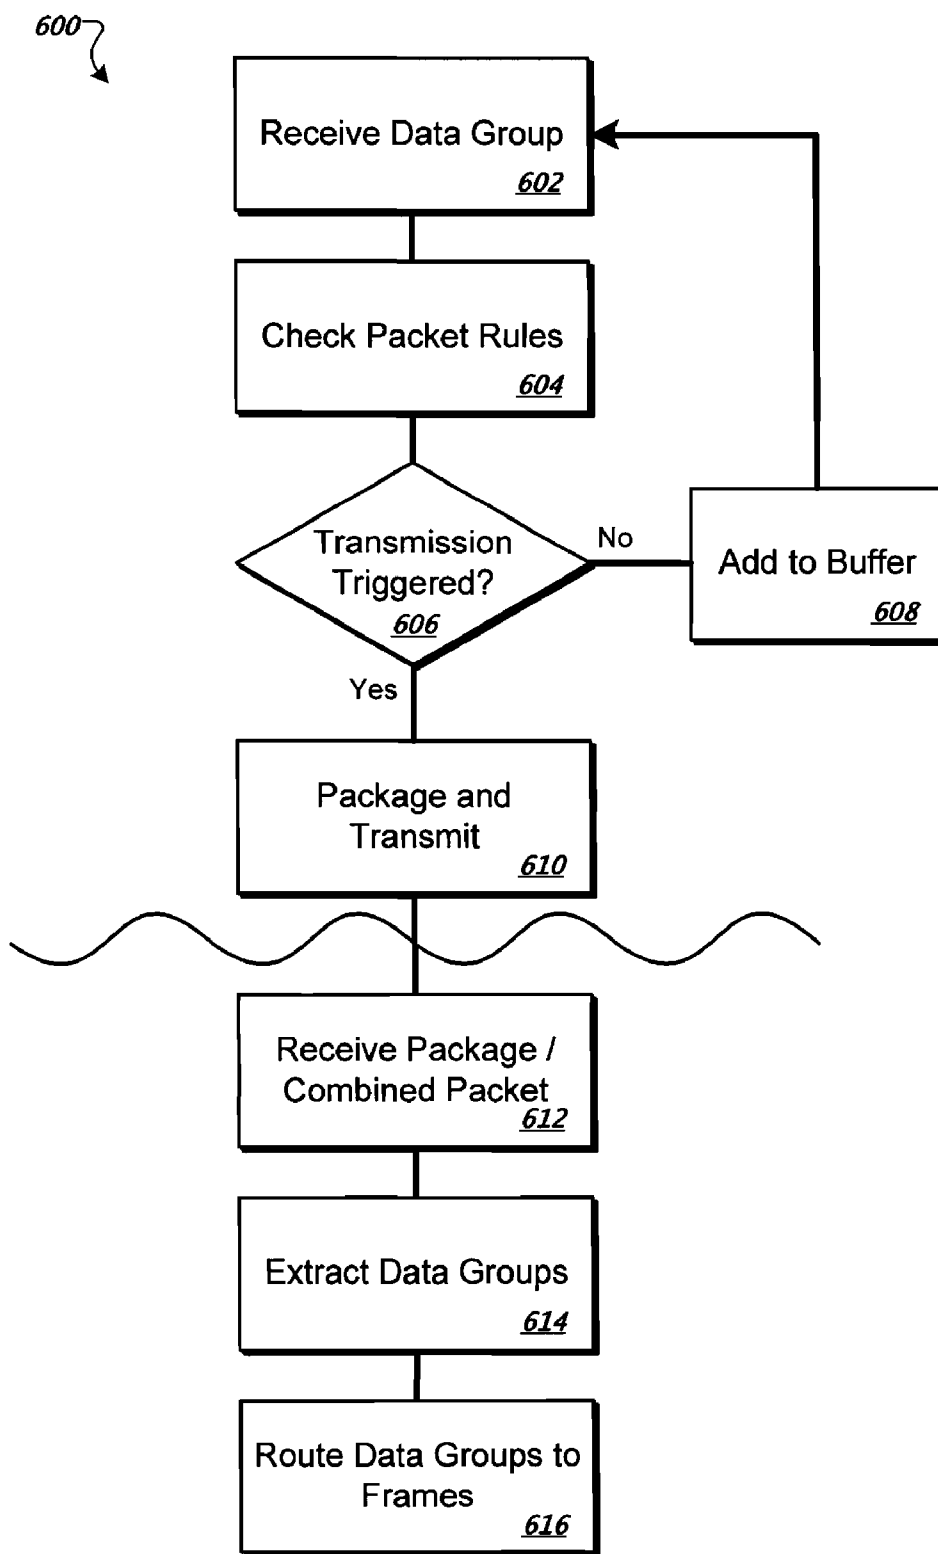 600
Receive Data Group
602
Check Packet Rules
604
Transmission
Triggered?
606
No
Add to Buffer
608
Yes
Package and
Transmit
610
Receive Package /
Combined Packet
612
Extract Data Groups
614
Route Data Groups to
Frames
616